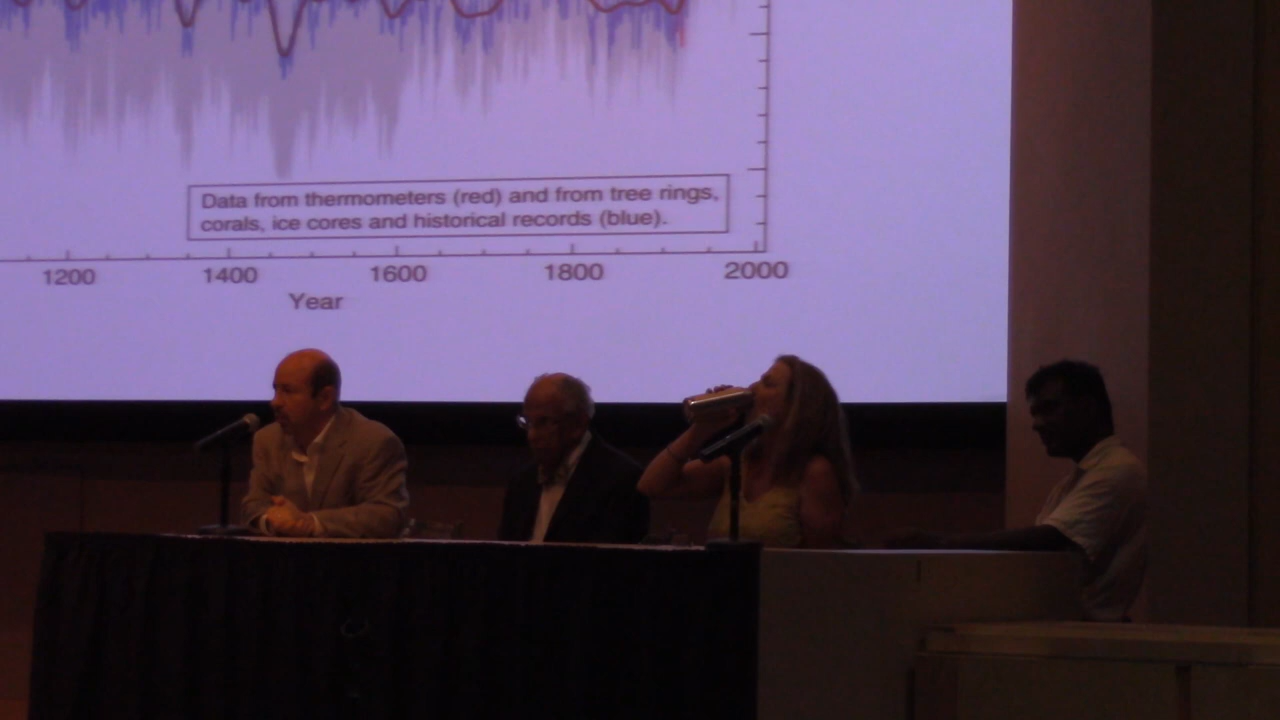 Data from thermometers (red) and from tree rings,
corals, ice cores and historical records (blue).
1200 1400 1600 1800 2000
Year